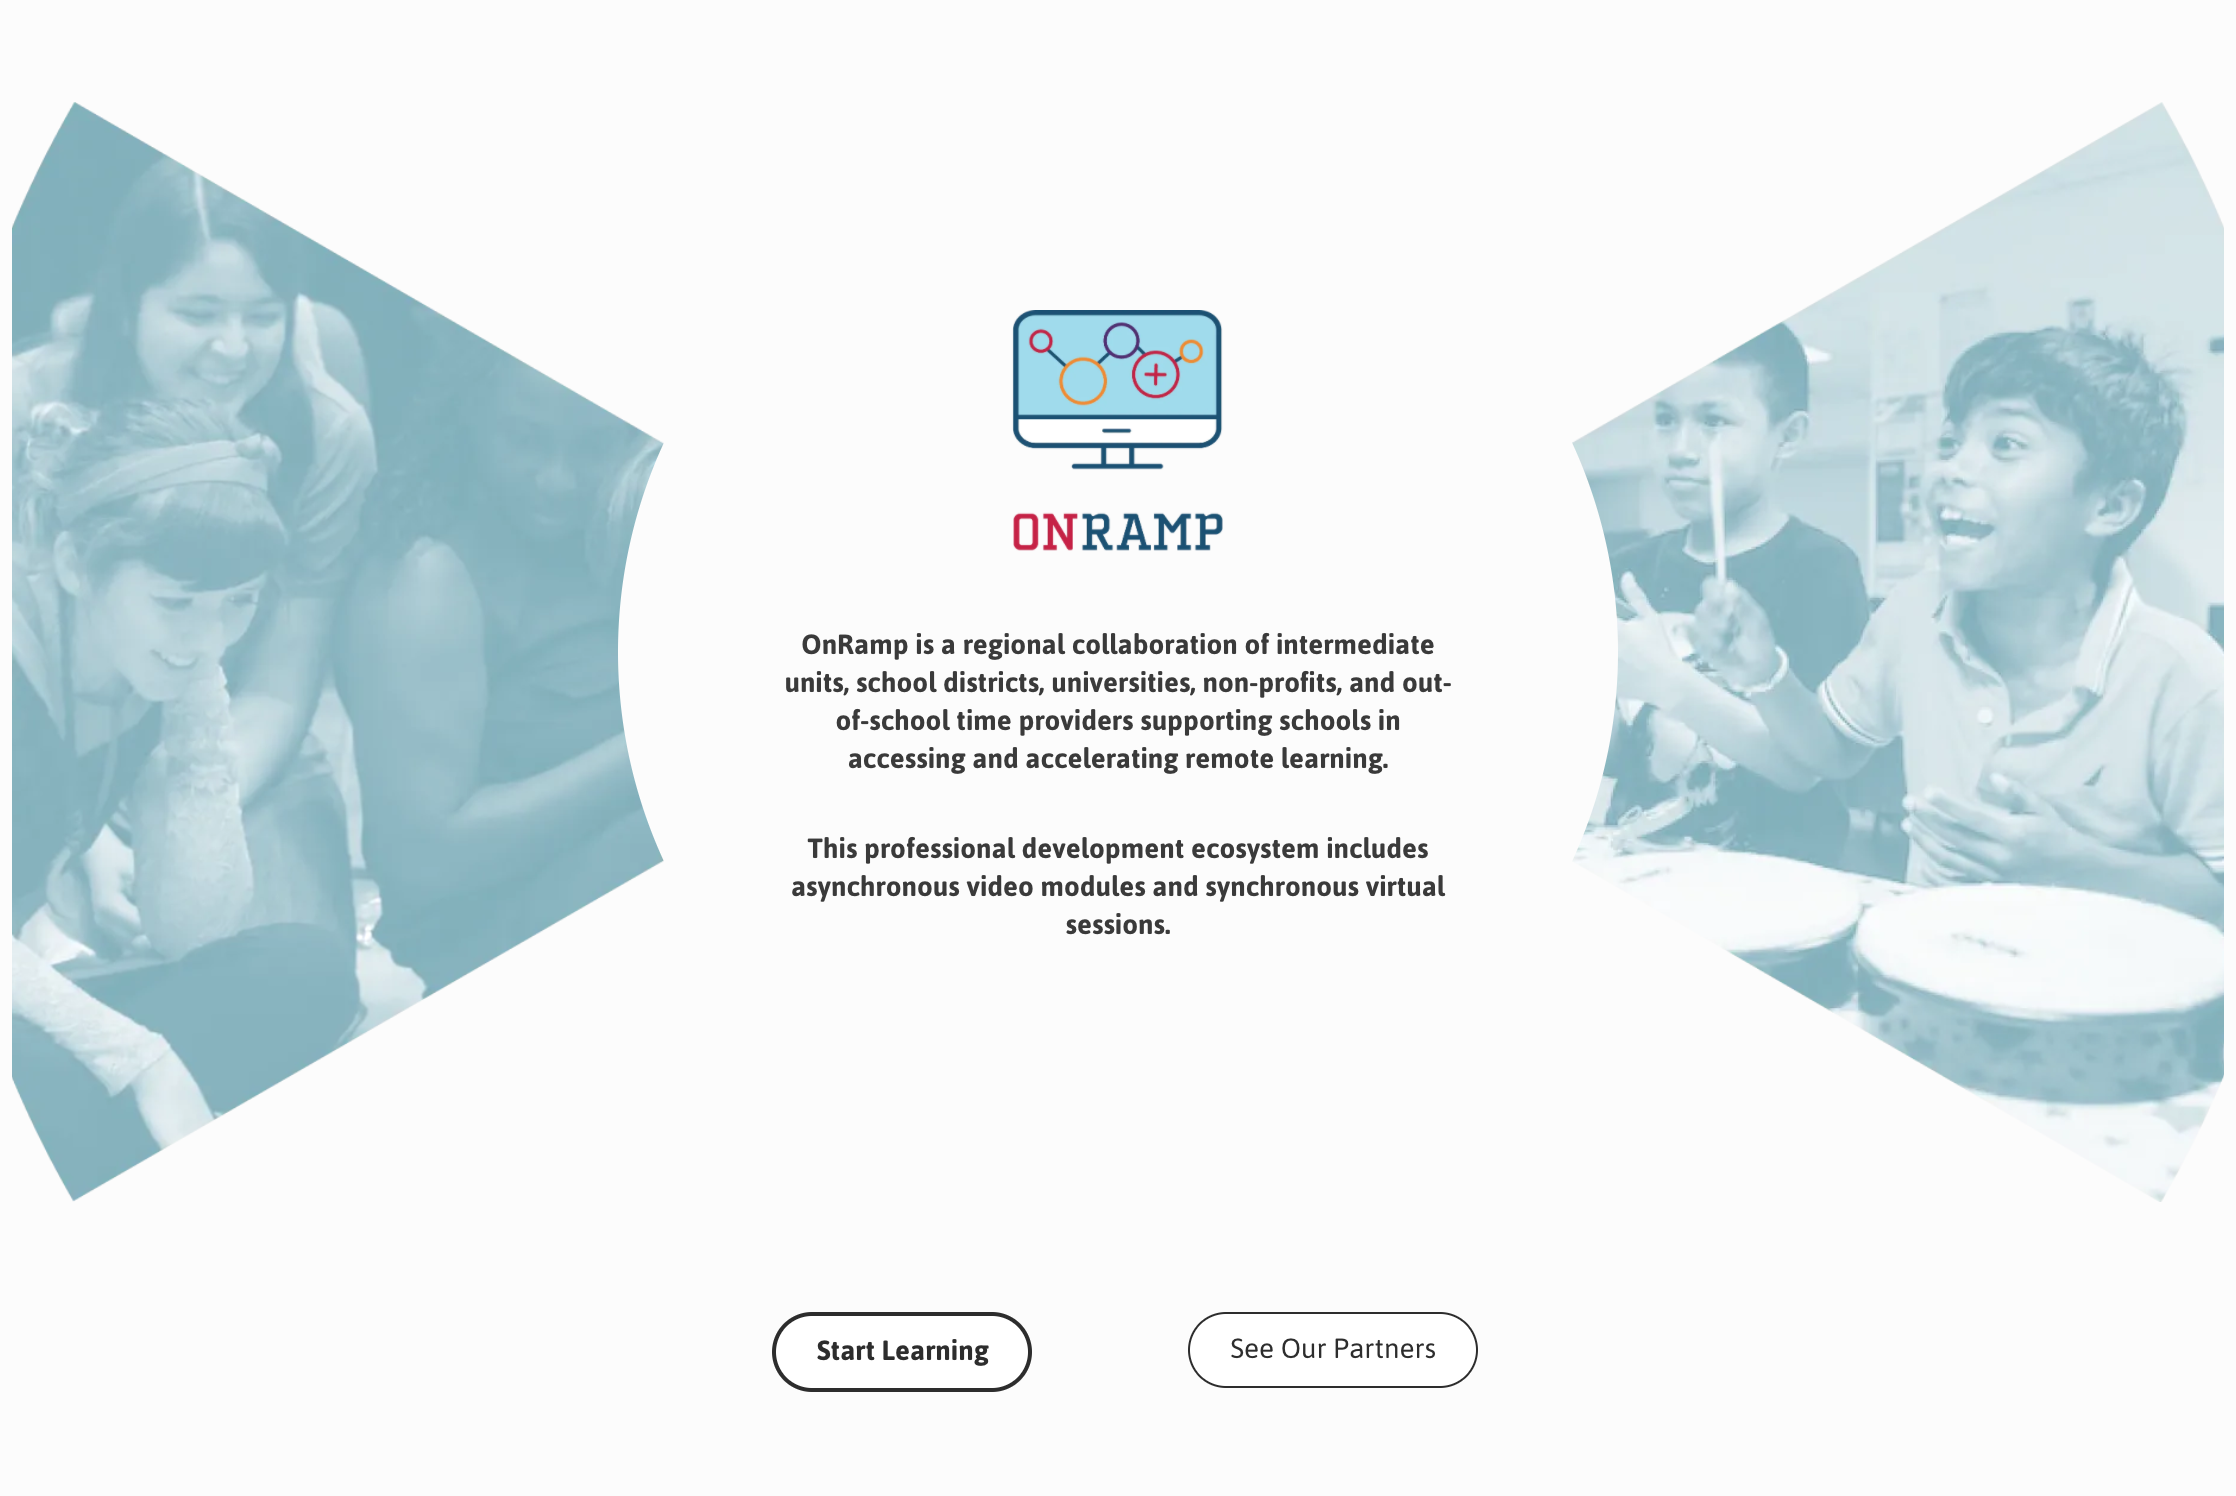 ONRAMP
OnRamp is a regional collaboration of intermediate
units, school districts, universities, non-profits, and out-
of-school time providers supporting schools in
accessing and accelerating remote learning.
This professional development ecosystem includes
asynchronous video modules and synchronous virtual
sessions.
Start Learning
See Our Partners